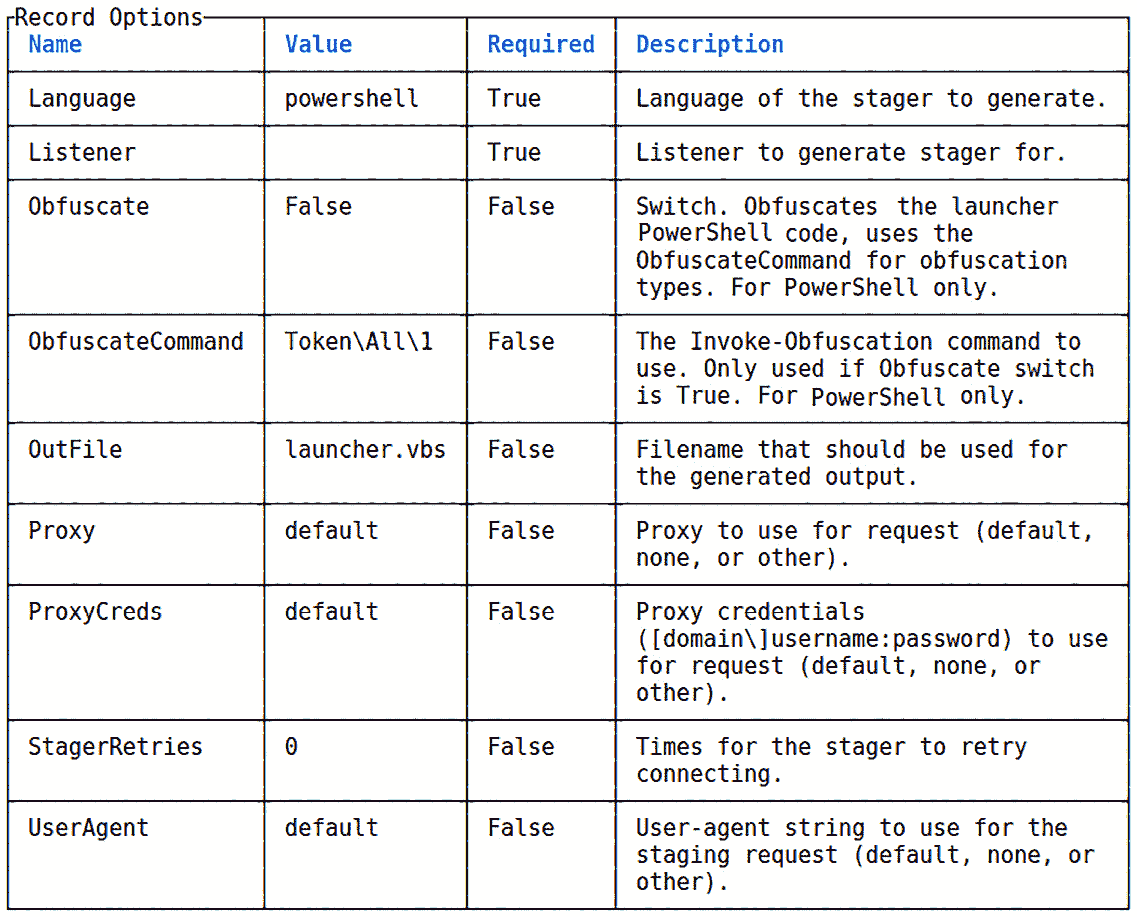 Record Options
Name Value Required Description
Language powershell True Language of the stager to generate.
Listener True Listener to generate stager for.
Obfuscate False False Switch. Obfuscates the launcher
PowerShell code, uses the
ObfuscateCommand for obfuscation
types. For PowerShell only.
ObfuscateCommand Token\All\1 False The Invoke-Obfuscation command to
use. Only used if Obfuscate switch
is True. For PowerShell only.
OutFile launcher.vbs False Filename that should be used for
the generated output.
Proxy default False Proxy to use for request (default,
none, or other).
ProxyCreds default False Proxy credentials
([domain\]username:password) to use
for request (default, none, or
other).
StagerRetries 0 False Times for the stager to retry
connecting.
UserAgent default False User-agent string to use for the
staging request (default, none, or
other).